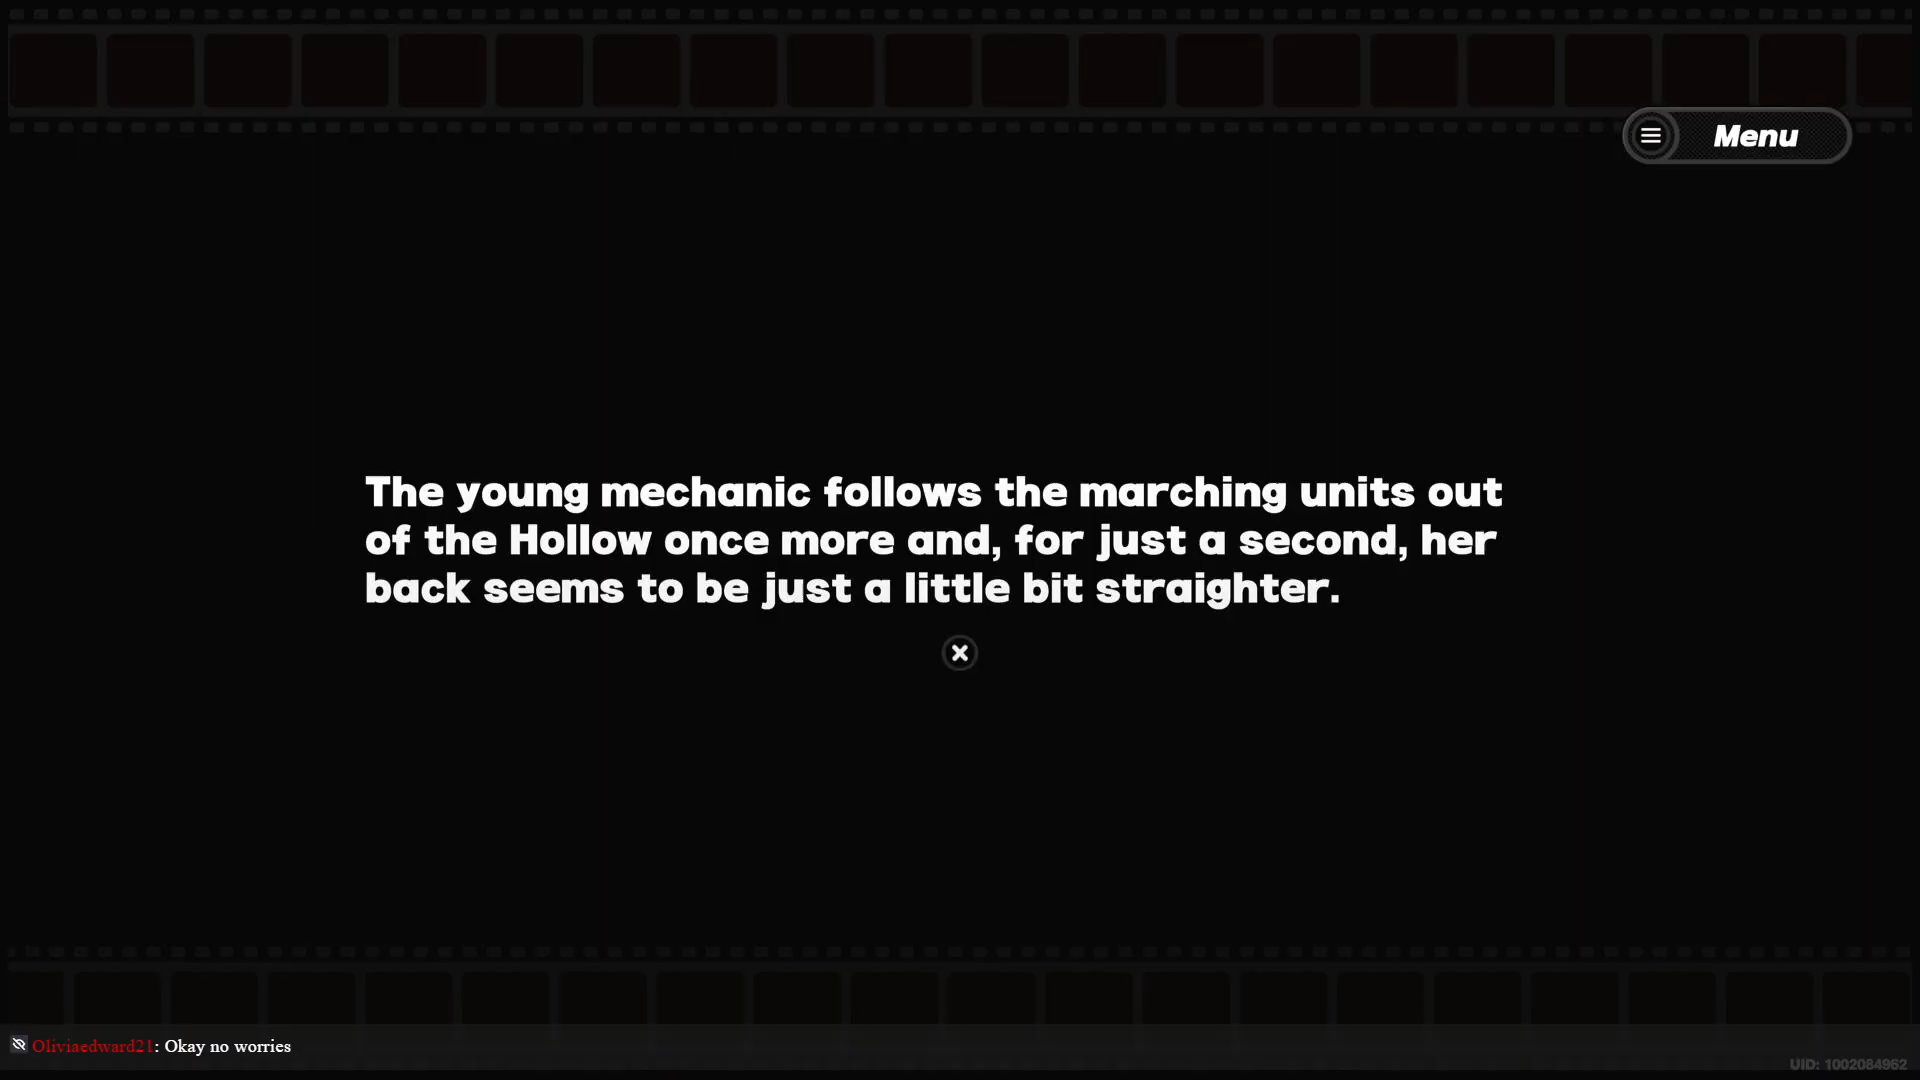 Menu
The young mechanic follows the marching units out
of the Hollow once more and, for just a second, her
back seems to be just a little bit straighter.
Oliviaedward21: Okay no worries
UID: 1002084962